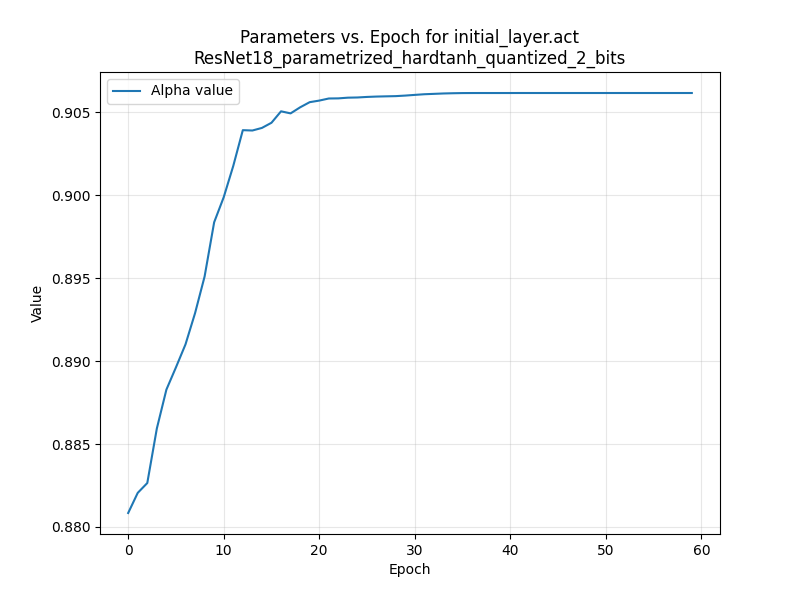 Parameters vs. Epoch for initial_layer.act
ResNet18_parametrized_hardtanh_quantized_2_bits
Alpha value
0.905
0.900
0.895
0.890
0.885
0.880
Value
0 10 20 30 40 50 60
Epoch